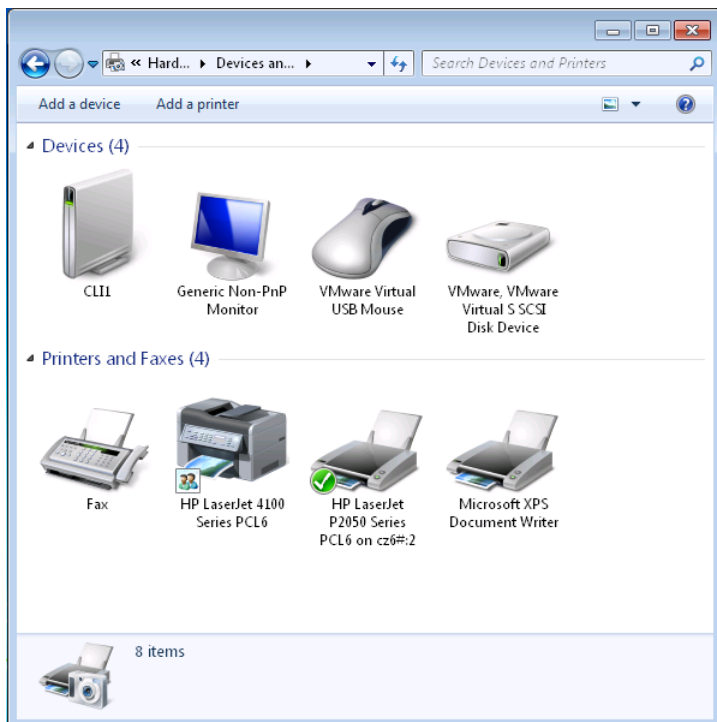 « Hard... ▸ Devices an... ▸
Search Devices and Printers
Add a device Add a printer
Devices (4)
CLI1
Generic Non-PnP
Monitor
VMware Virtual
USB Mouse
VMware, VMware
Virtual S SCSI
Disk Device
Printers and Faxes (4)
Fax
HP LaserJet 4100
Series PCL6
HP LaserJet
P2050 Series
PCL6 on cz6#:2
Microsoft XPS
Document Writer
8 items